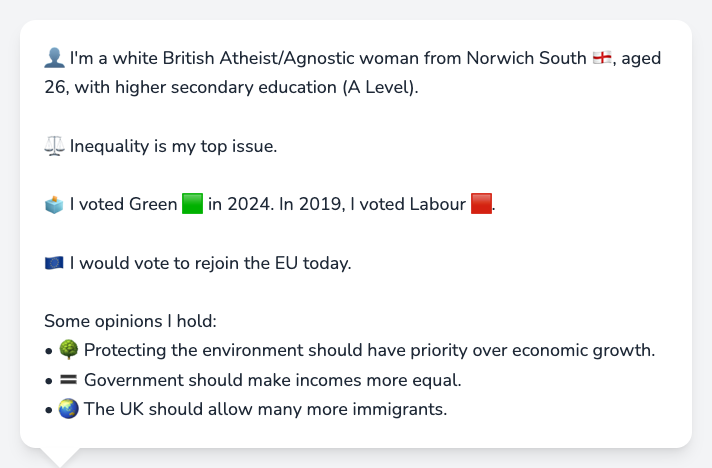 👤 I'm a white British Atheist/Agnostic woman from Norwich South 🏴󠁧󠁢󠁥󠁮󠁧󠁿, aged
26, with higher secondary education (A Level).
⚖️ Inequality is my top issue.
🗳️ I voted Green 🟩 in 2024. In 2019, I voted Labour 🟥.
🇪🇺 I would vote to rejoin the EU today.
Some opinions I hold:
• 🌳 Protecting the environment should have priority over economic growth.
• 🟰 Government should make incomes more equal.
• 🌏 The UK should allow many more immigrants.